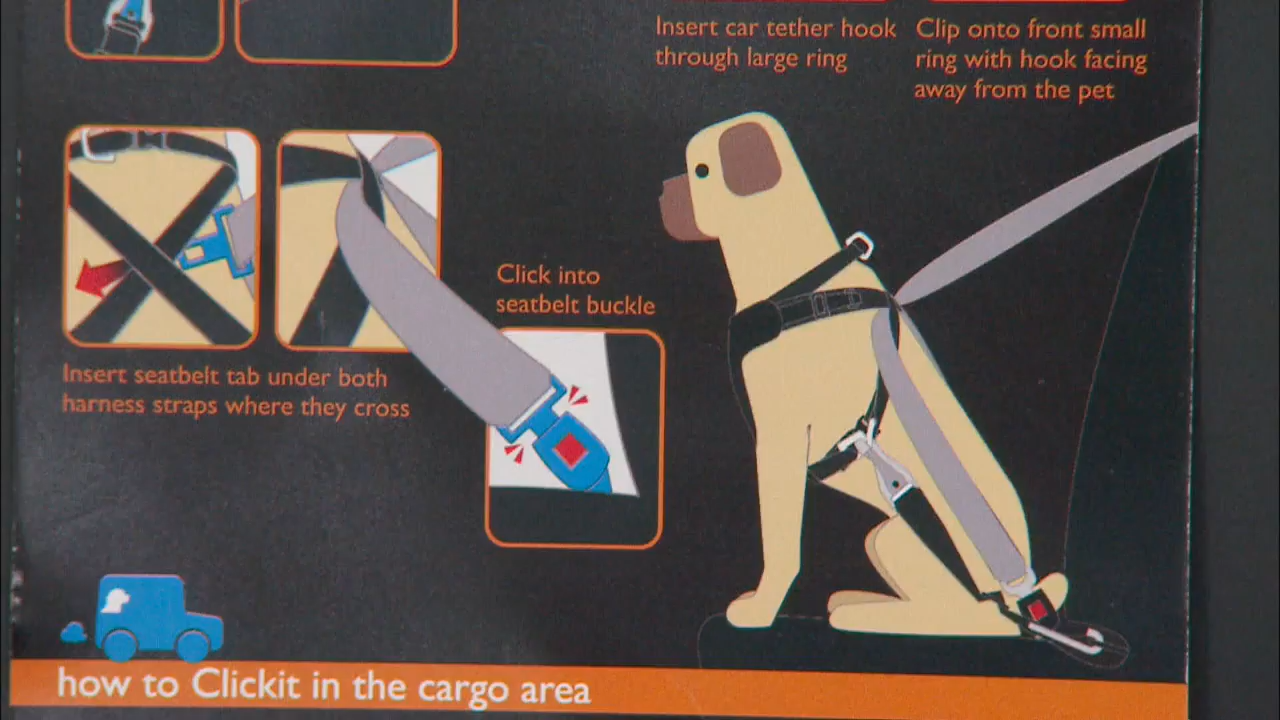 Insert car tether hook
through large ring
Clip onto front small
ring with hook facing
away from the pet
Click into
seatbelt buckle
Insert seatbelt tab under both
harness straps where they cross
how to Clickit in the cargo area